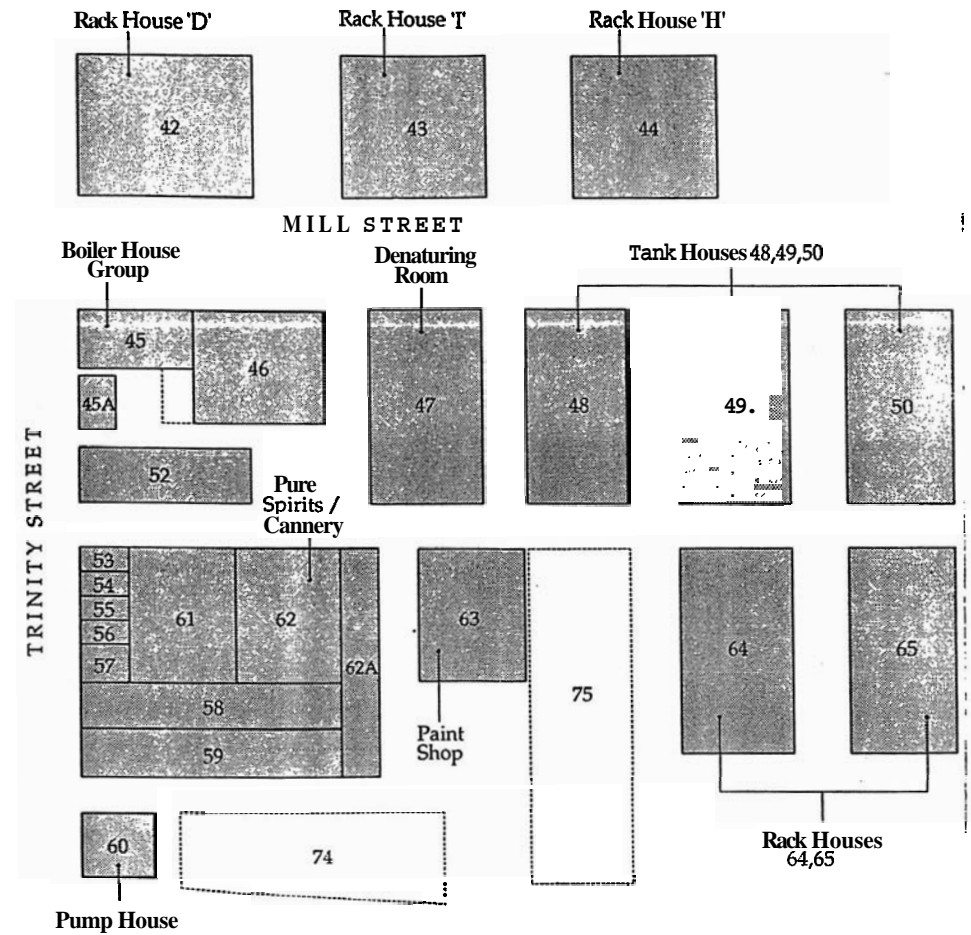 Rack House 'D'
Rack House 'I'
Rack House 'H'
42
43
44
MILL STREET
Boiler House
Group
Denaturing
Room
Tank Houses 48,49,50
45
46
45A
47
48
49.
50
52
TRINITY STREET
Pure
Spirits /
Cannery
53
54
55
56
57
61
62
62A
58
59
63
Paint
Shop
75
64
65
60
74
Rack Houses
64,65
Pump House